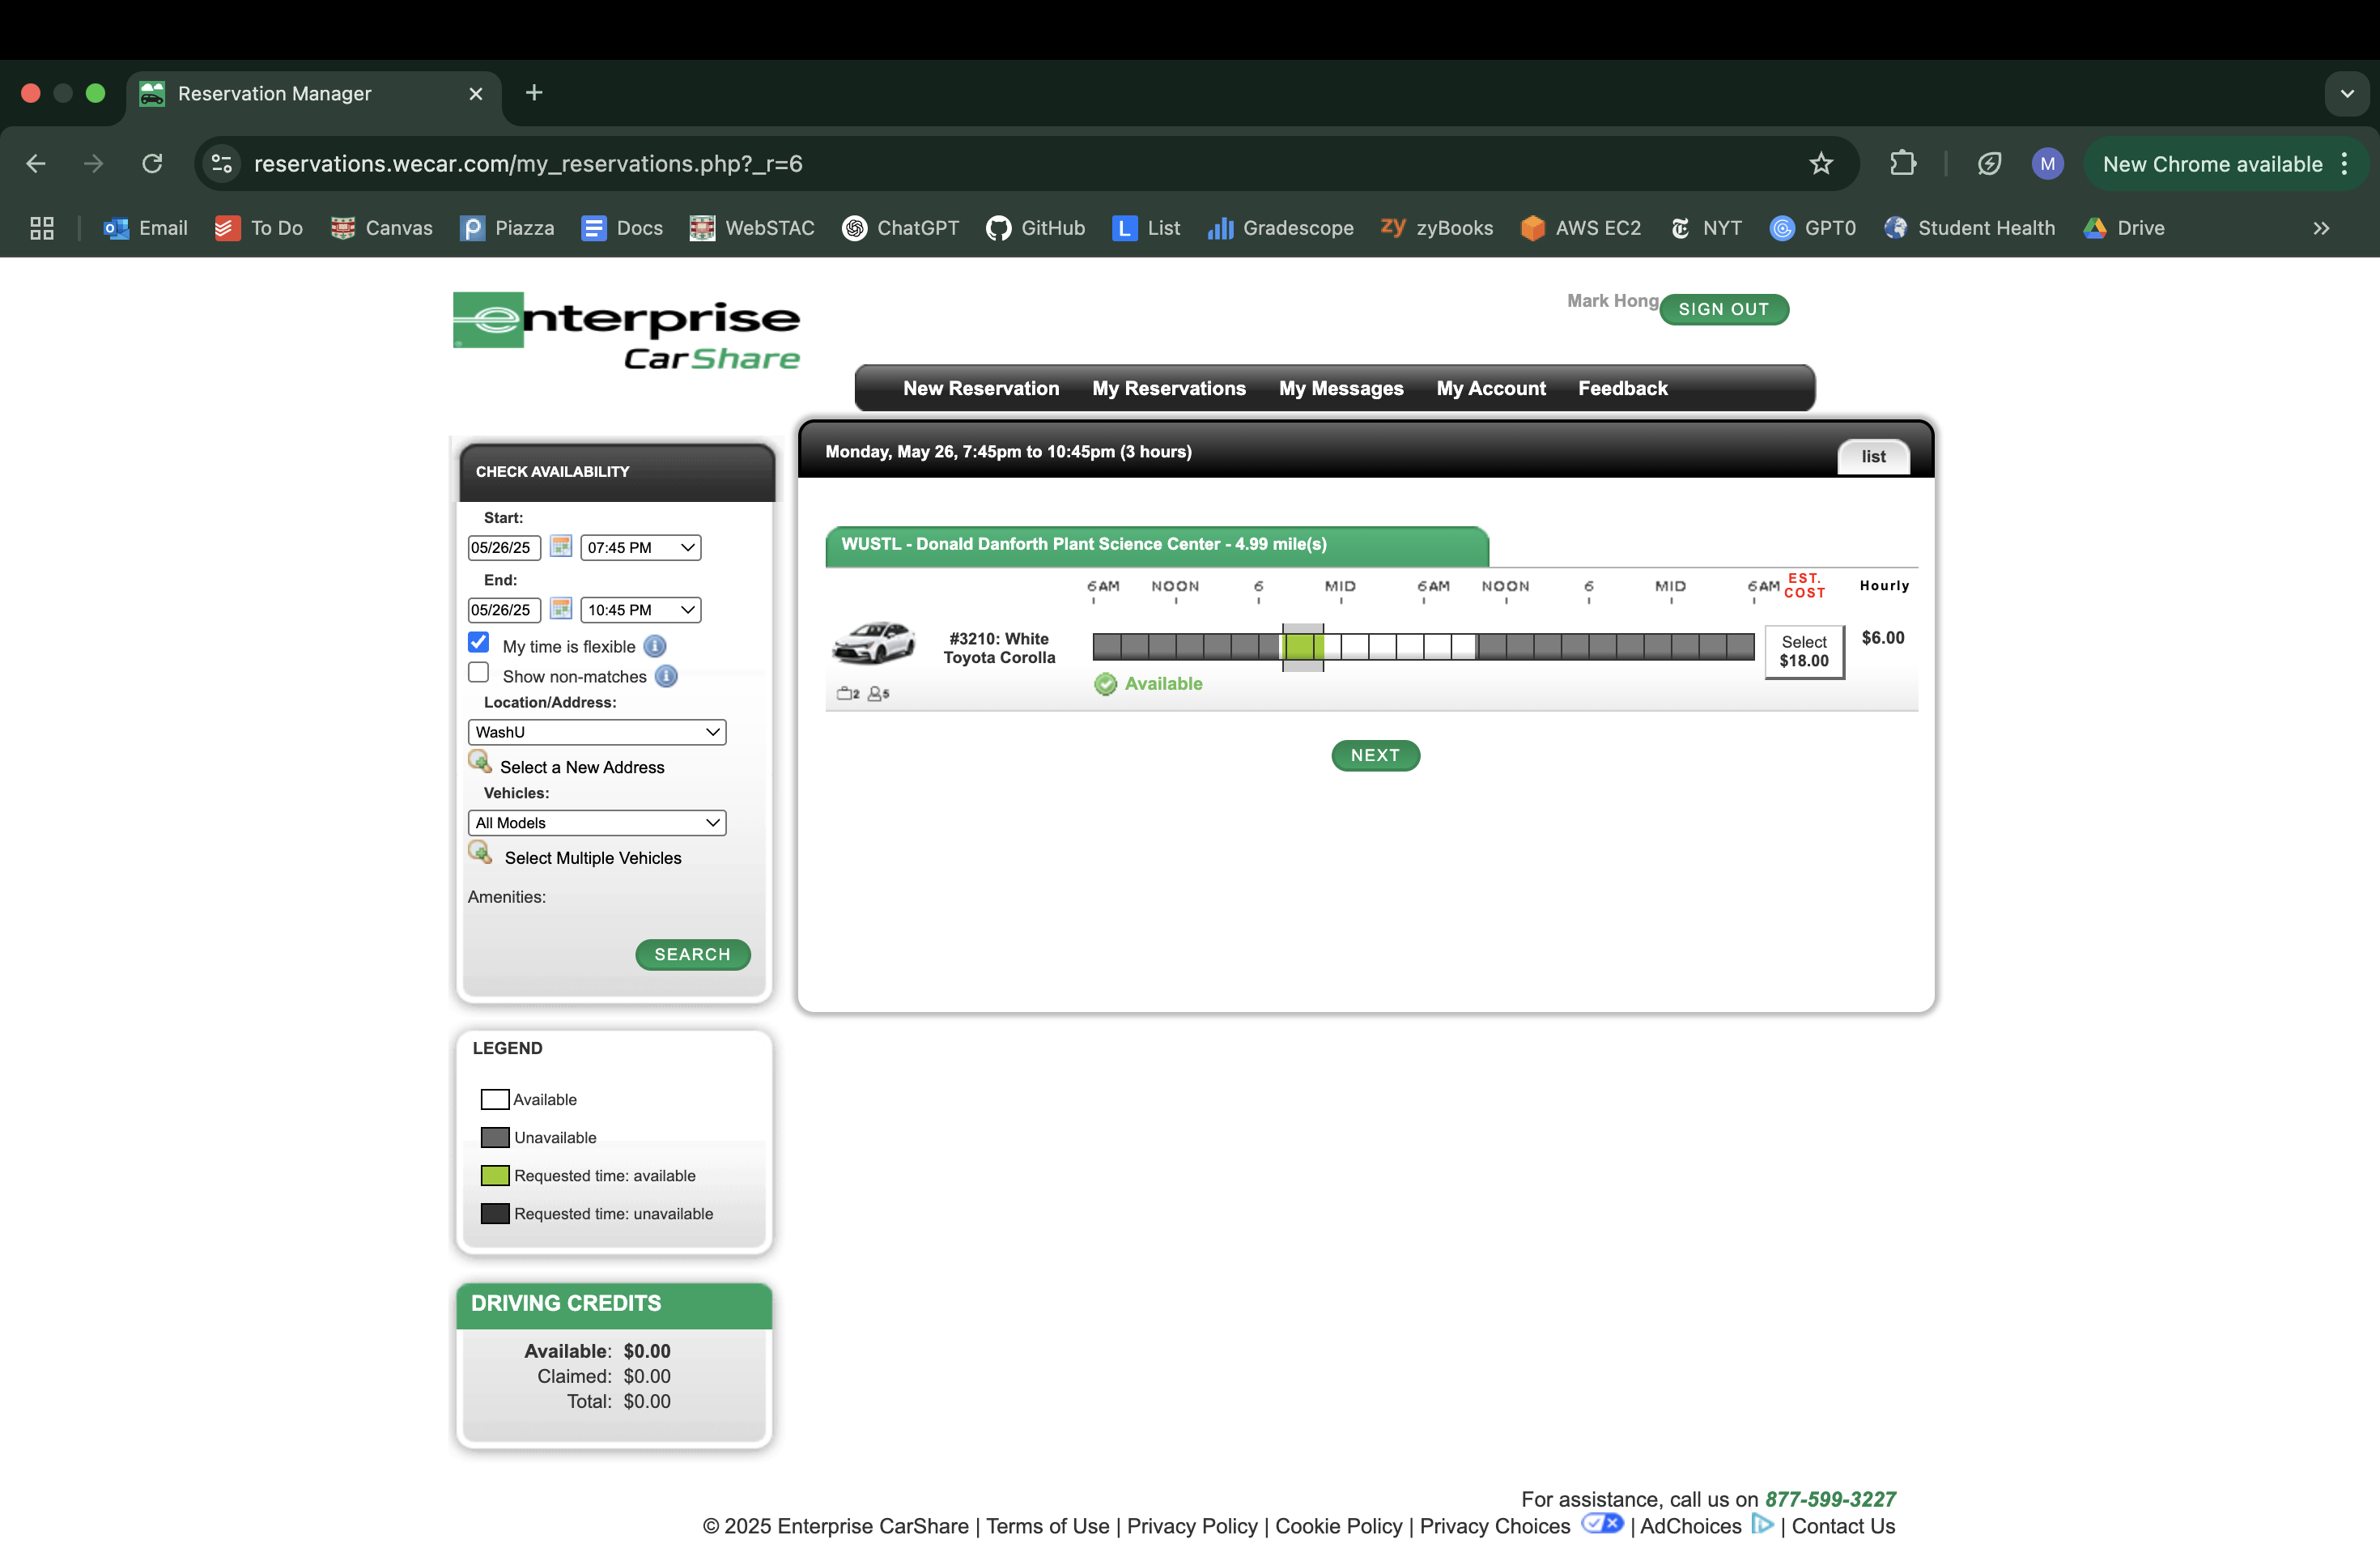 Reservation Manager
reservations.wecar.com/my_reservations.php?_r=6
M
New Chrome available
Email To Do Canvas Piazza Docs WebSTAC ChatGPT GitHub List Gradescope zyBooks AWS EC2 NYT GPT0 Student Health Drive
enterprise
CarShare
Mark Hong
SIGN OUT
New Reservation My Reservations My Messages My Account Feedback
CHECK AVAILABILITY
Start:
05/26/25 07:45 PM
End:
05/26/25 10:45 PM
My time is flexible
Show non-matches
Location/Address:
WashU
Select a New Address
Vehicles:
All Models
Select Multiple Vehicles
Amenities:
SEARCH
Monday, May 26, 7:45pm to 10:45pm (3 hours)
list
WUSTL - Donald Danforth Plant Science Center - 4.99 mile(s)
6AM NOON 6 MID 6AM NOON 6 MID 6AM
EST.
COST
Hourly
#3210: White
Toyota Corolla
2 5
Available
Select
$18.00
$6.00
NEXT
LEGEND
Available
Unavailable
Requested time: available
Requested time: unavailable
DRIVING CREDITS
Available: $0.00
Claimed: $0.00
Total: $0.00
For assistance, call us on 877-599-3227
© 2025 Enterprise CarShare | Terms of Use | Privacy Policy | Cookie Policy | Privacy Choices | AdChoices | Contact Us